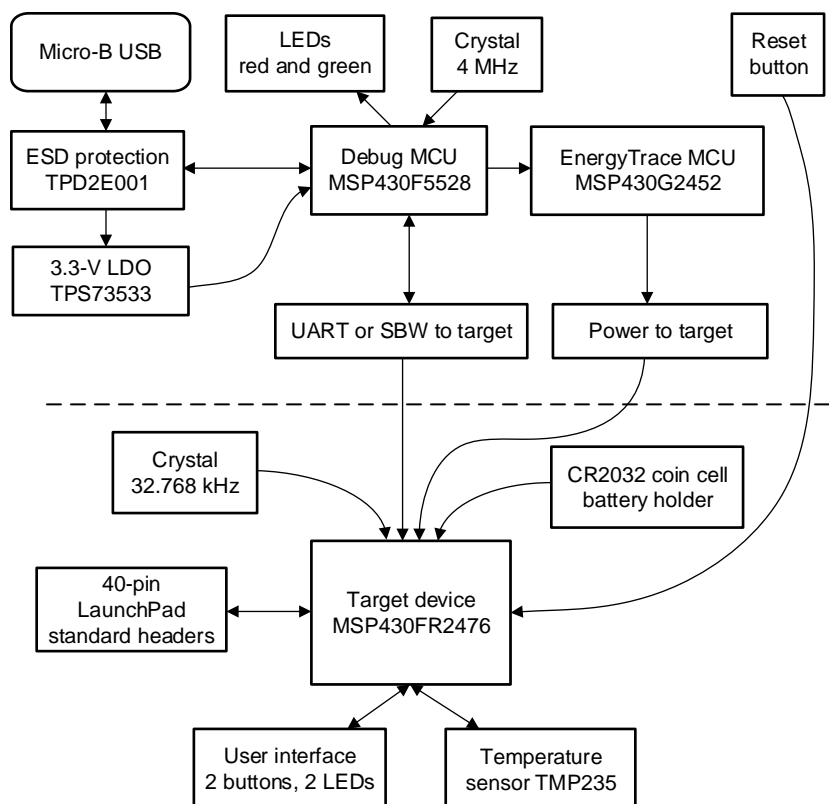 Micro-B USB
LEDs
red and green
Crystal
4 MHz
Reset
button
ESD protection
TPD2E001
Debug MCU
MSP430F5528
EnergyTrace MCU
MSP430G2452
3.3-V LDO
TPS73533
UART or SBW to target
Power to target
Crystal
32.768 kHz
CR2032 coin cell
battery holder
40-pin
LaunchPad
standard headers
Target device
MSP430FR2476
User interface
2 buttons, 2 LEDs
Temperature
sensor TMP235